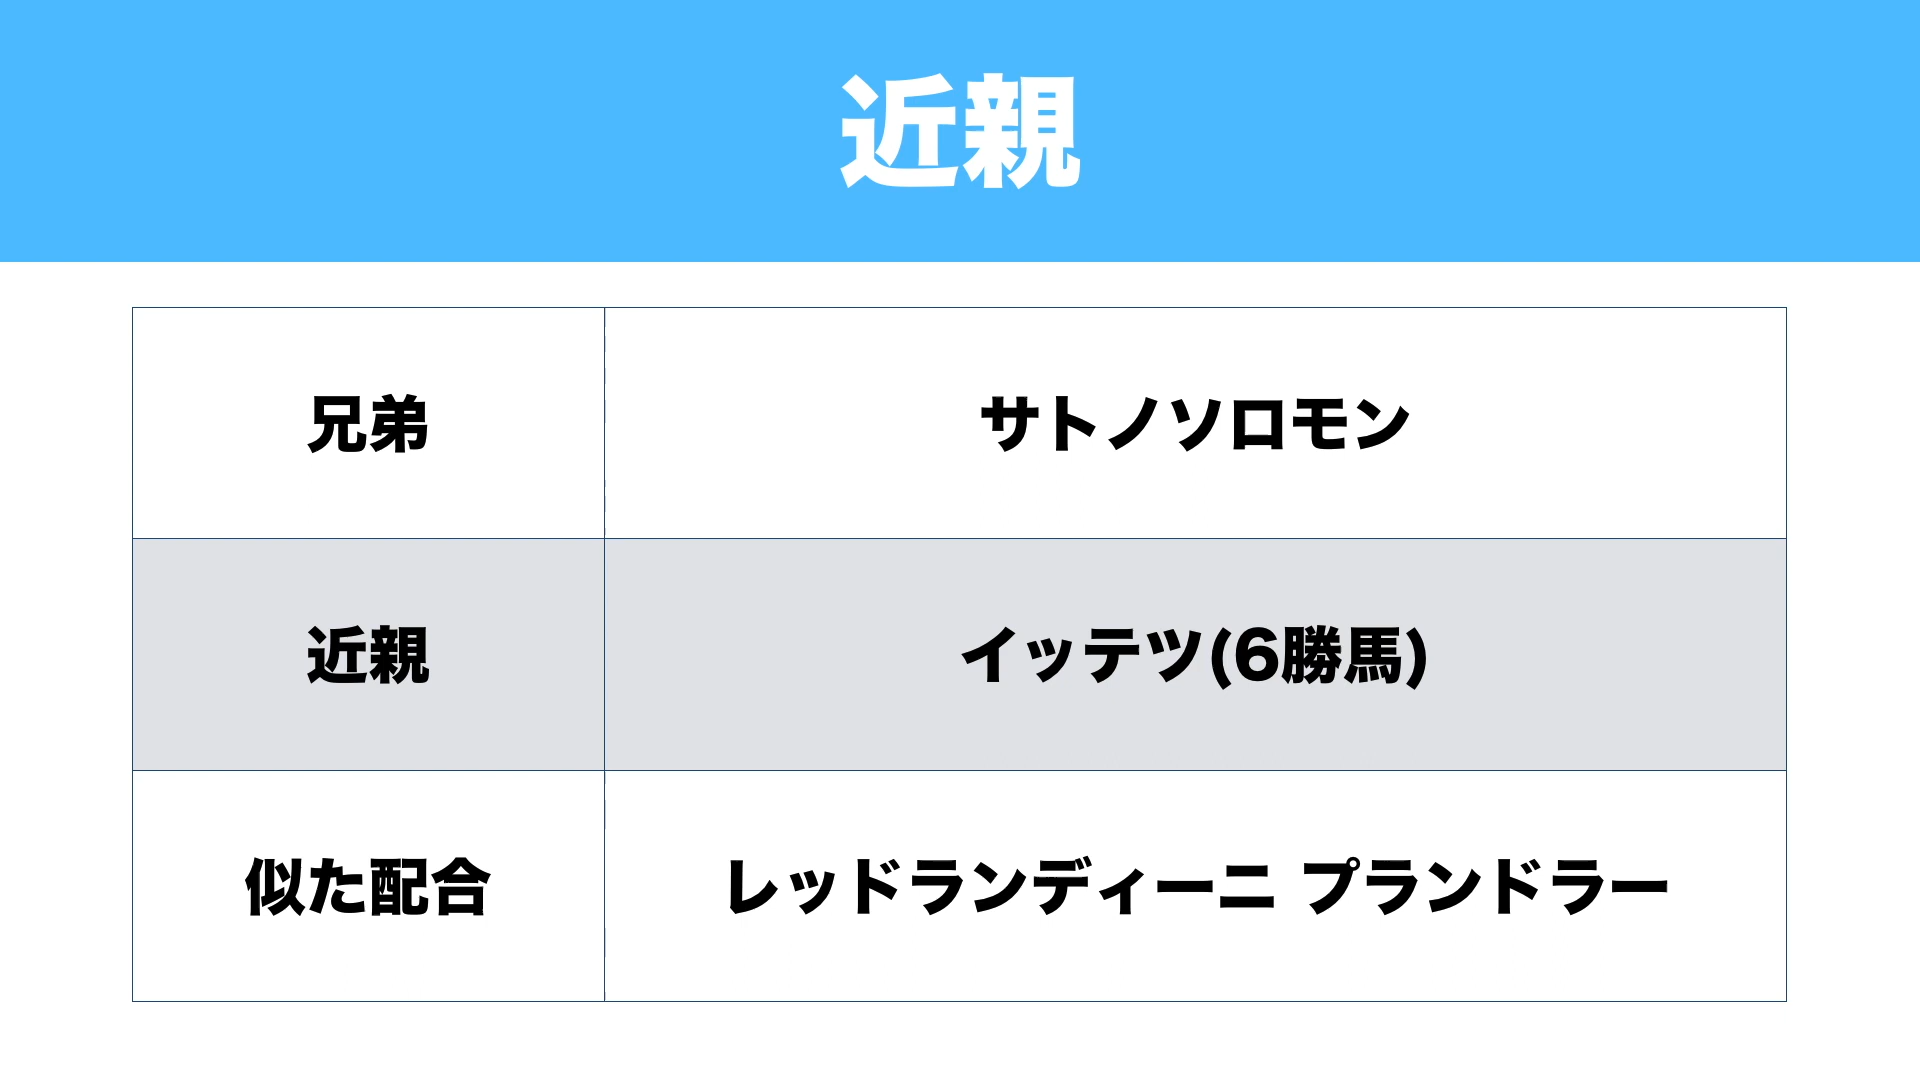 近親
兄弟 サトノソロモン
近親 イッテツ(6勝馬)
似た配合 レッドランディーニ プランドラー